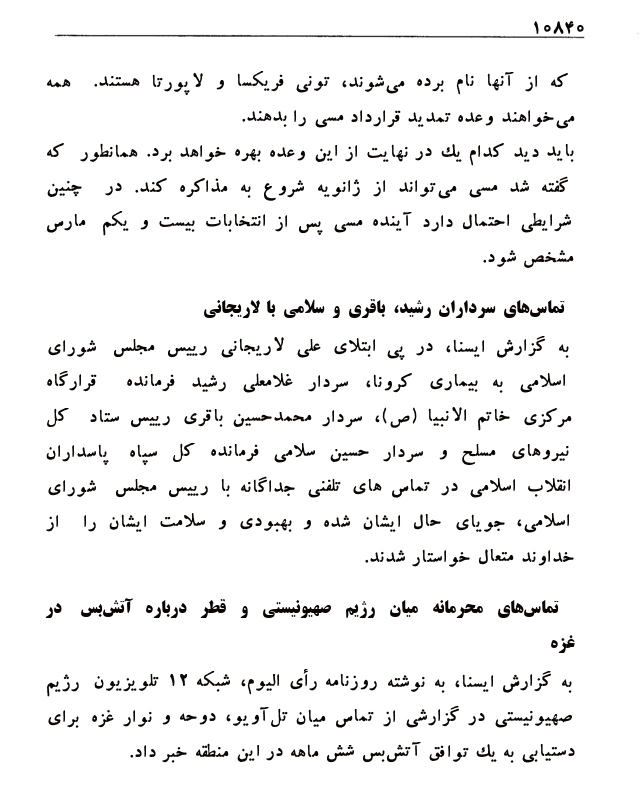 ۱۰۸۴۰
که از آنها نام برده می‌شوند، تونی فریکسا و لاپورتا هستند. همه
می‌خواهند وعده تمدید قرارداد مسی را بدهند.
باید دید کدام یك در نهایت از این وعده بهره خواهد برد. همانطور که
گفته شد مسی می‌تواند از ژانویه شروع به مذاکره کند. در چنین
شرایطی احتمال دارد آینده مسی پس از انتخابات بیست و یکم مارس
مشخص شود.
تماس‌های سرداران رشید، باقری و سلامی با لاریجانی
به گزارش ایسنا، در پی ابتلای علی لاریجانی رییس مجلس شورای
اسلامی به بیماری کرونا، سردار غلامعلی رشید فرمانده قرارگاه
مرکزی خاتم الانبیا (ص)، سردار محمدحسین باقری رییس ستاد کل
نیروهای مسلح و سردار حسین سلامی فرمانده کل سپاه پاسداران
انقلاب اسلامی در تماس های تلفنی جداگانه با رییس مجلس شورای
اسلامی، جویای حال ایشان شده و بهبودی و سلامت ایشان را از
خداوند متعال خواستار شدند.
تماس‌های محرمانه میان رژیم صهیونیستی و قطر درباره آتش‌بس در
غزه
به گزارش ایسنا، به نوشته روزنامه رأی الیوم، شبکه ۱۲ تلویزیون رژیم
صهیونیستی در گزارشی از تماس میان تل‌آویو، دوحه و نوار غزه برای
دستیابی به یك توافق آتش‌بس شش ماهه در این منطقه خبر داد.